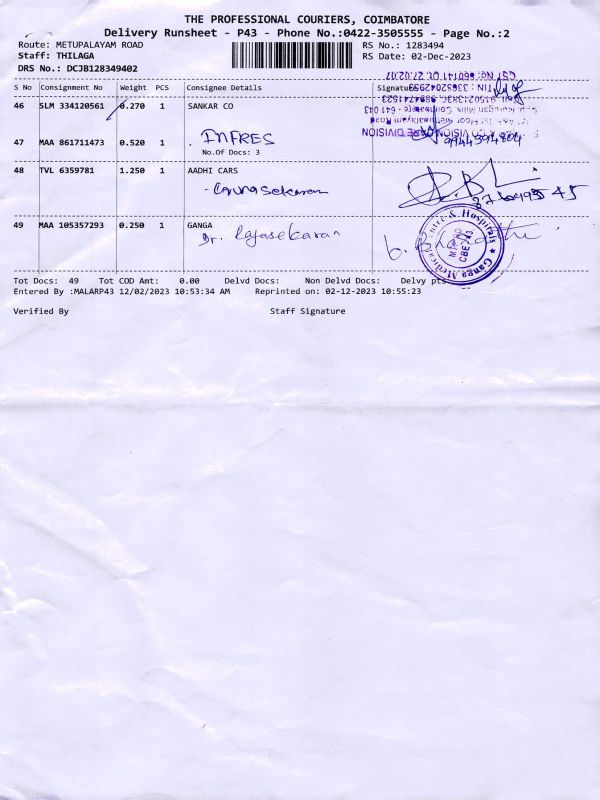 THE PROFESSIONAL COURIERS, COIMBATORE
Delivery Runsheet - P43 - Phone No.:0422-3505555 - Page No.:2
Route: METUPALAYAM ROAD
RS No.: 1283494
Staff: THILAGA
RS Date: 02-Dec-2023
DRS No.: DCJB128349402
S No Consignment No Weight PCS Consignee Details Signature
46 SLM 334120561 0.270 1 SANKAR CO
47 MAA 861711473 0.520 1 INFRES
No.Of Docs: 3
9944394804
48 TVL 6359781 1.250 1 AADHI CARS
49 MAA 105357293 0.250 1 GANGA
Dr. Rajasekaran
Tot Docs: 49 Tot COD Amt: 0.00 Delvd Docs: Non Delvd Docs: Delvy pts
Entered By :MALARP43 12/02/2023 10:53:34 AM Reprinted on: 02-12-2023 10:55:23
Verified By Staff Signature